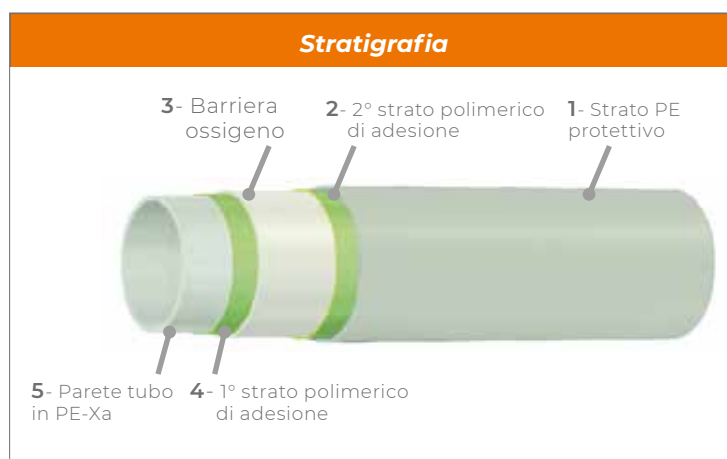 Stratigrafia
3- Barriera
ossigeno
2- 2° strato polimerico
di adesione
1- Strato PE
protettivo
5- Parete tubo
in PE-Xa
4- 1° strato polimerico
di adesione